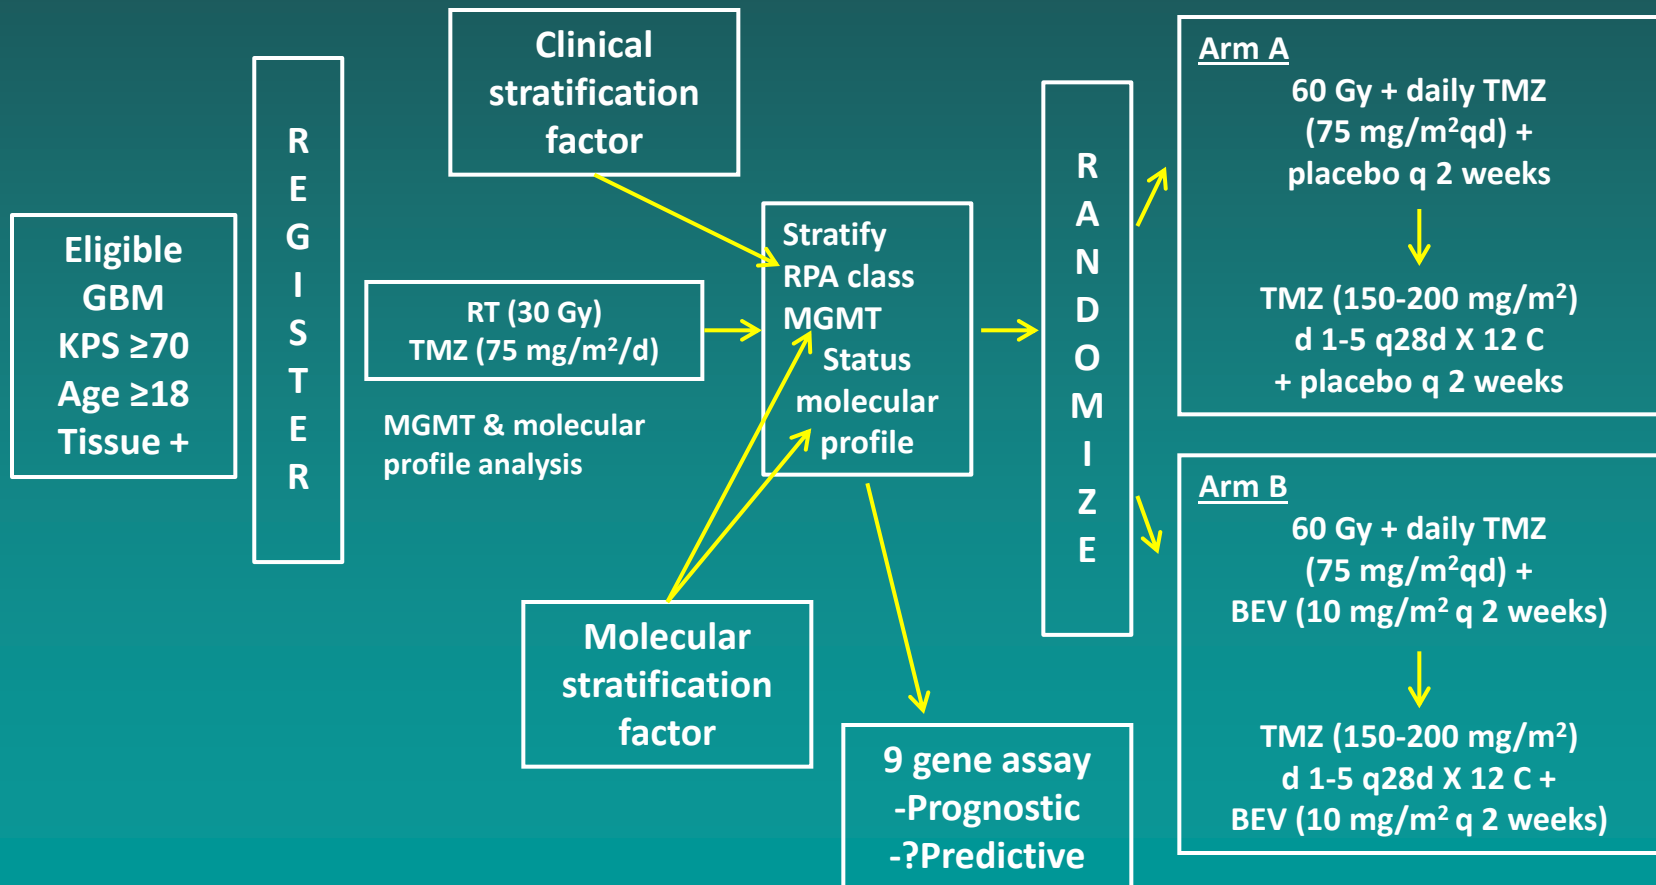 Eligible
GBM
KPS ≥70
Age ≥18
Tissue +
REGISTER
Clinical
stratification
factor
RT (30 Gy)
TMZ (75 mg/m²/d)
MGMT & molecular
profile analysis
Stratify
RPA class
MGMT
Status
molecular
profile
Molecular
stratification
factor
9 gene assay
-Prognostic
-?Predictive
RANDOMIZE
Arm A
60 Gy + daily TMZ
(75 mg/m²qd) +
placebo q 2 weeks
TMZ (150-200 mg/m²)
d 1-5 q28d X 12 C
+ placebo q 2 weeks
Arm B
60 Gy + daily TMZ
(75 mg/m²qd) +
BEV (10 mg/m² q 2 weeks)
TMZ (150-200 mg/m²)
d 1-5 q28d X 12 C +
BEV (10 mg/m² q 2 weeks)